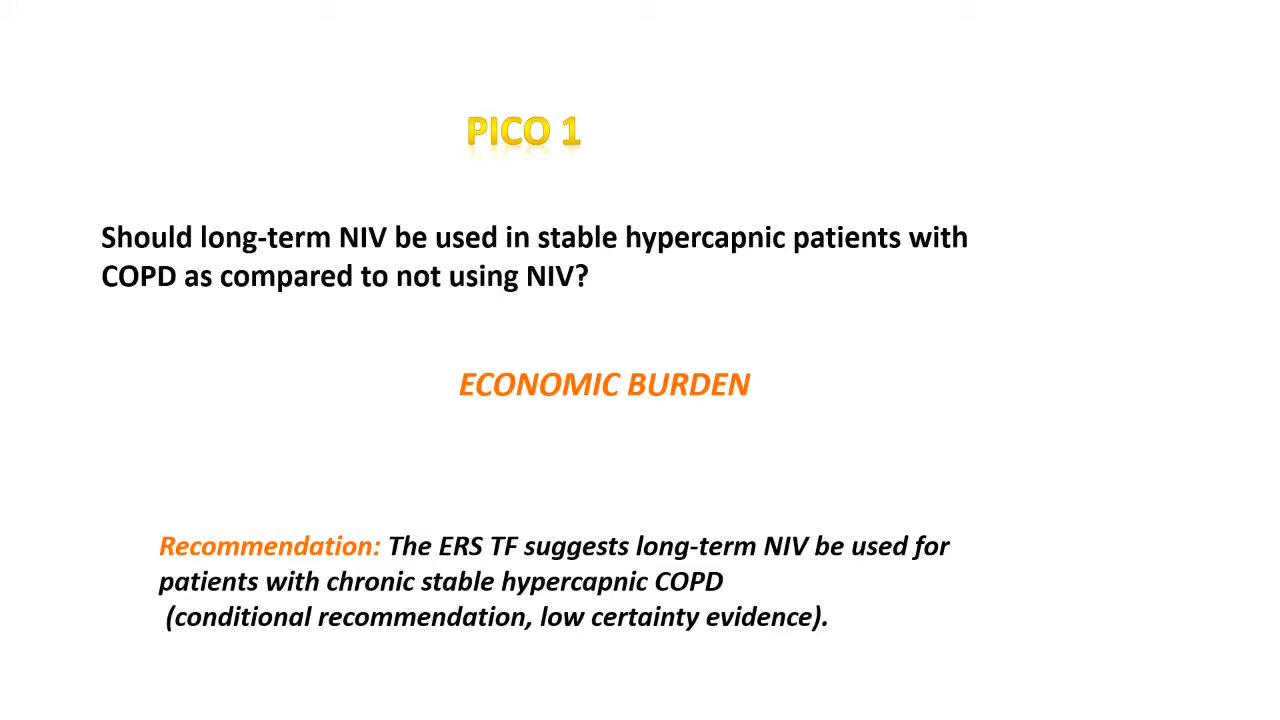 PICO 1
Should long-term NIV be used in stable hypercapnic patients with
COPD as compared to not using NIV?
ECONOMIC BURDEN
Recommendation: The ERS TF suggests long-term NIV be used for
patients with chronic stable hypercapnic COPD
(conditional recommendation, low certainty evidence).